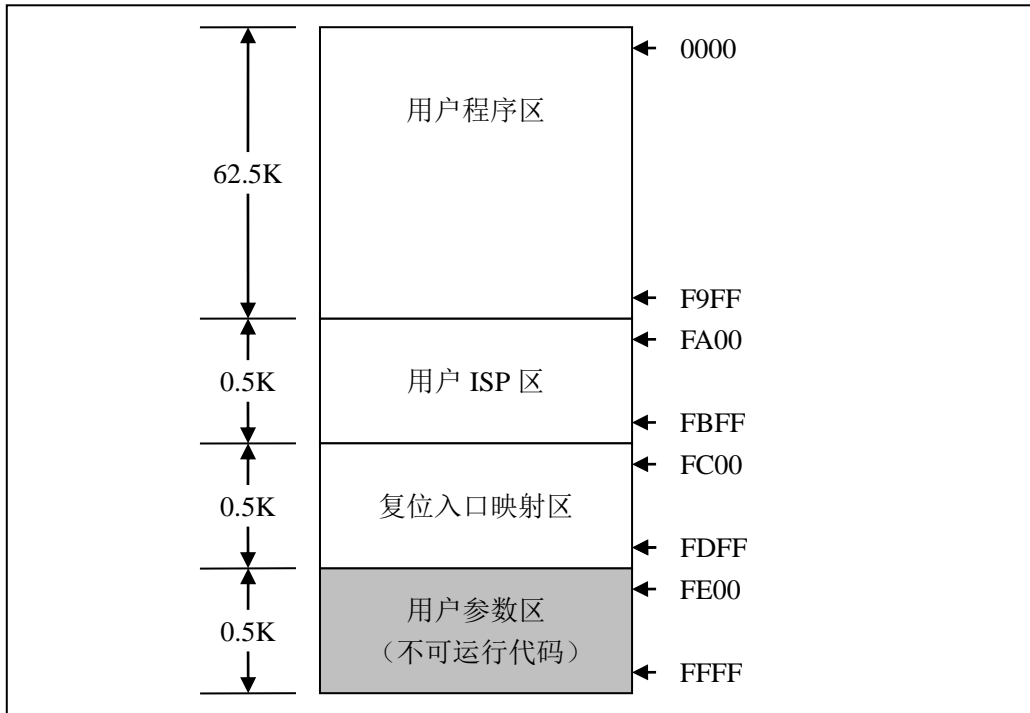 0000
用户程序区
62.5K
F9FF
FA00
用户 ISP 区
0.5K
FBFF
FC00
复位入口映射区
0.5K
FDFF
FE00
用户参数区
0.5K
（不可运行代码）
FFFF